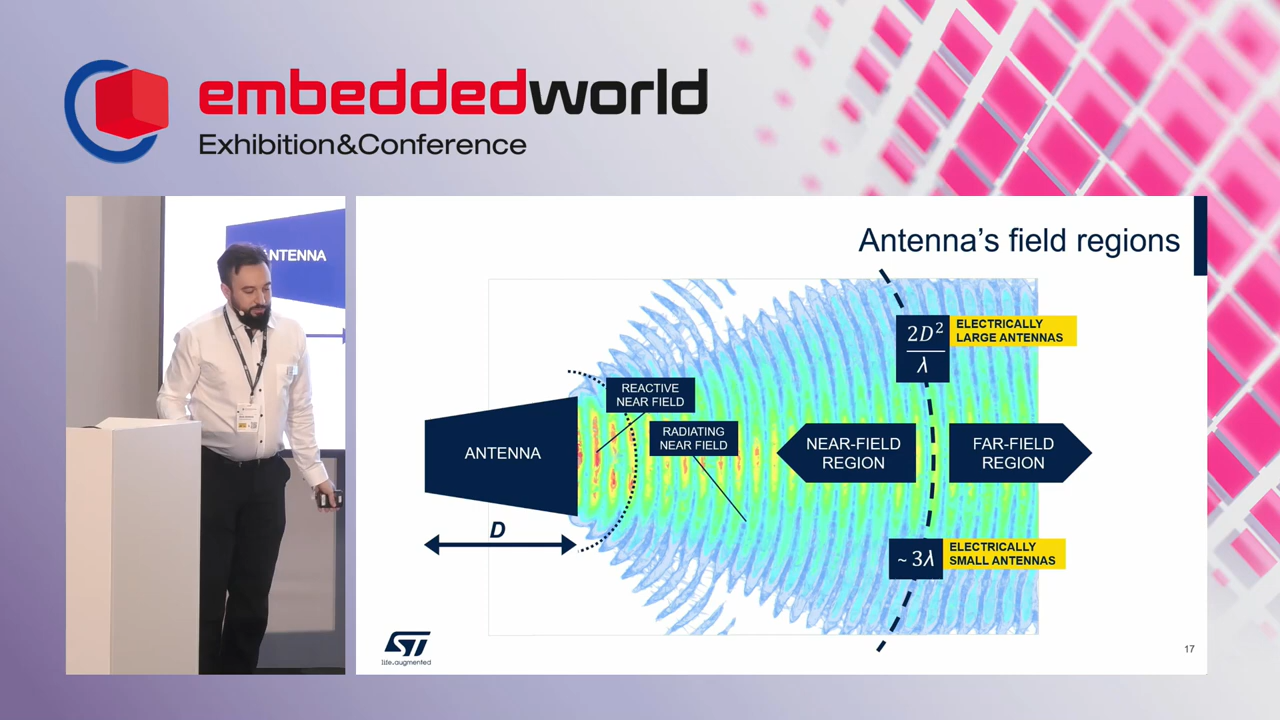 embeddedworld
Exhibition&Conference
ANTENNA
Antenna's field regions
2D²
λ
ELECTRICALLY
LARGE ANTENNAS
REACTIVE
NEAR FIELD
RADIATING
NEAR FIELD
ANTENNA
NEAR-FIELD
REGION
FAR-FIELD
REGION
D
~ 3λ
ELECTRICALLY
SMALL ANTENNAS
ST
life.augmented
17